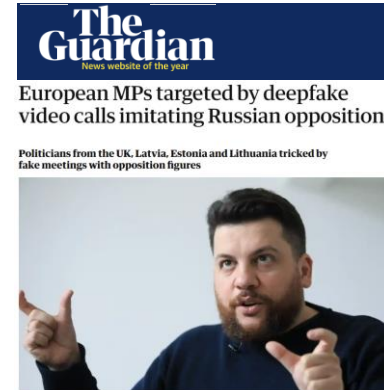 The
Guardian
News website of the year
European MPs targeted by deepfake
video calls imitating Russian opposition
Politicians from the UK, Latvia, Estonia and Lithuania tricked by
fake meetings with opposition figures